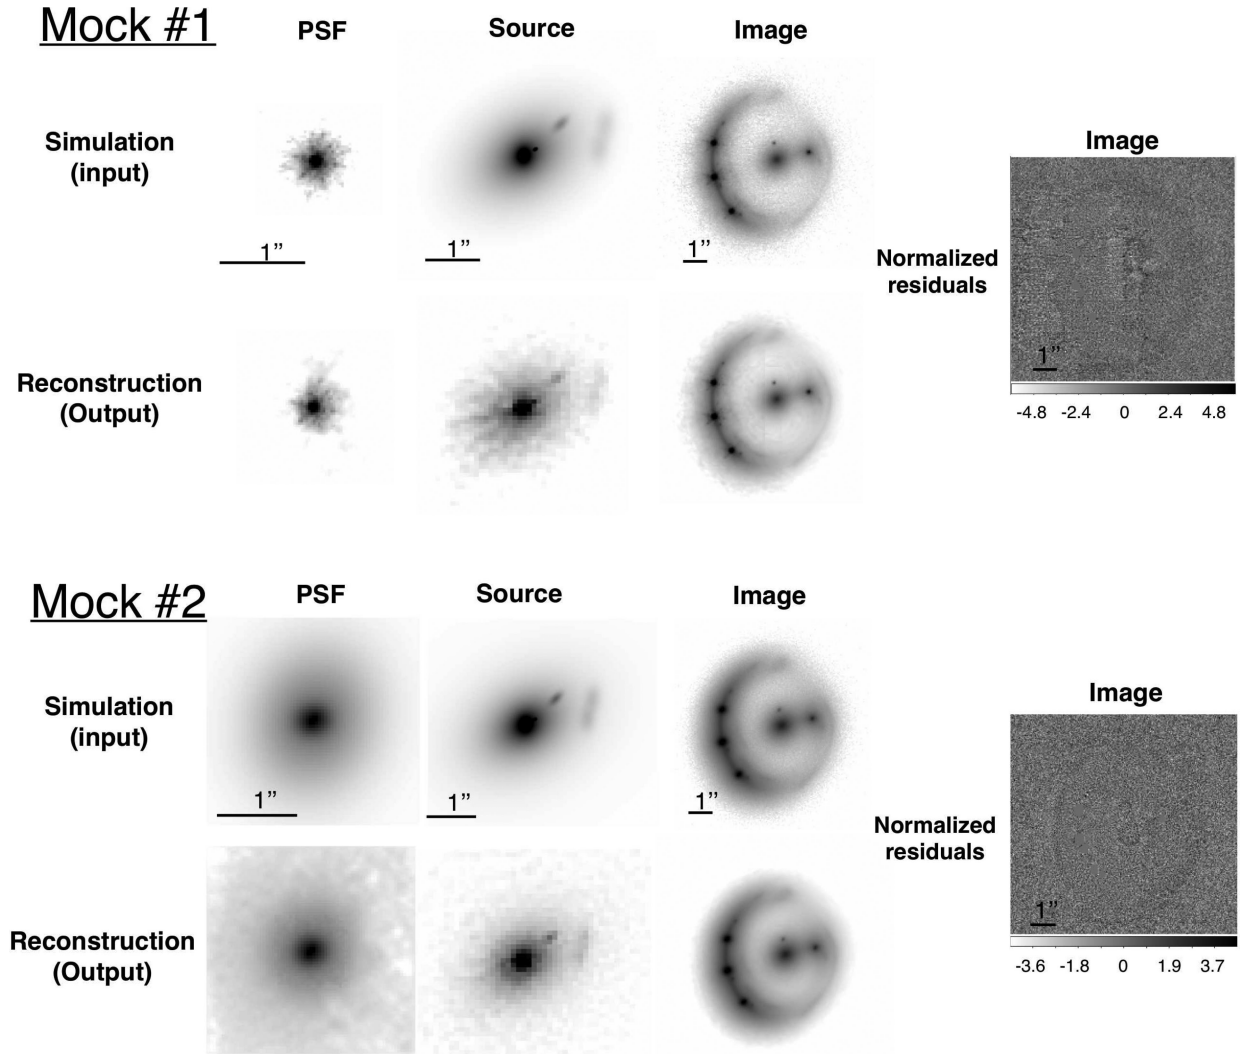 Mock #1
PSF
Source
Image
Simulation
(input)
1”
1”
1”
Image
Normalized
residuals
1”
-4.8 -2.4 0 2.4 4.8
Reconstruction
(Output)
Mock #2
PSF
Source
Image
Simulation
(input)
1”
1”
1”
Image
Normalized
residuals
1”
-3.6 -1.8 0 1.9 3.7
Reconstruction
(Output)